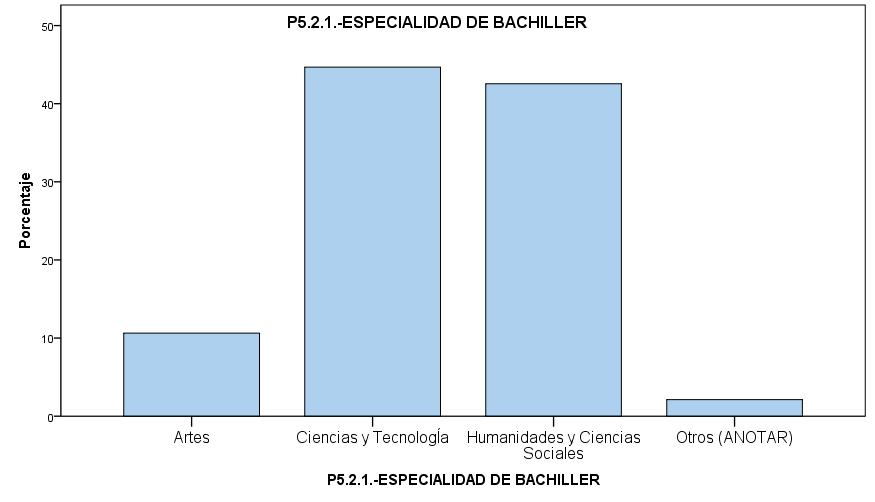 P5.2.1.-ESPECIALIDAD DE BACHILLER
50
40
30
20
10
0
Porcentaje
Artes
Ciencias y Tecnología
Humanidades y Ciencias
Sociales
Otros (ANOTAR)
P5.2.1.-ESPECIALIDAD DE BACHILLER